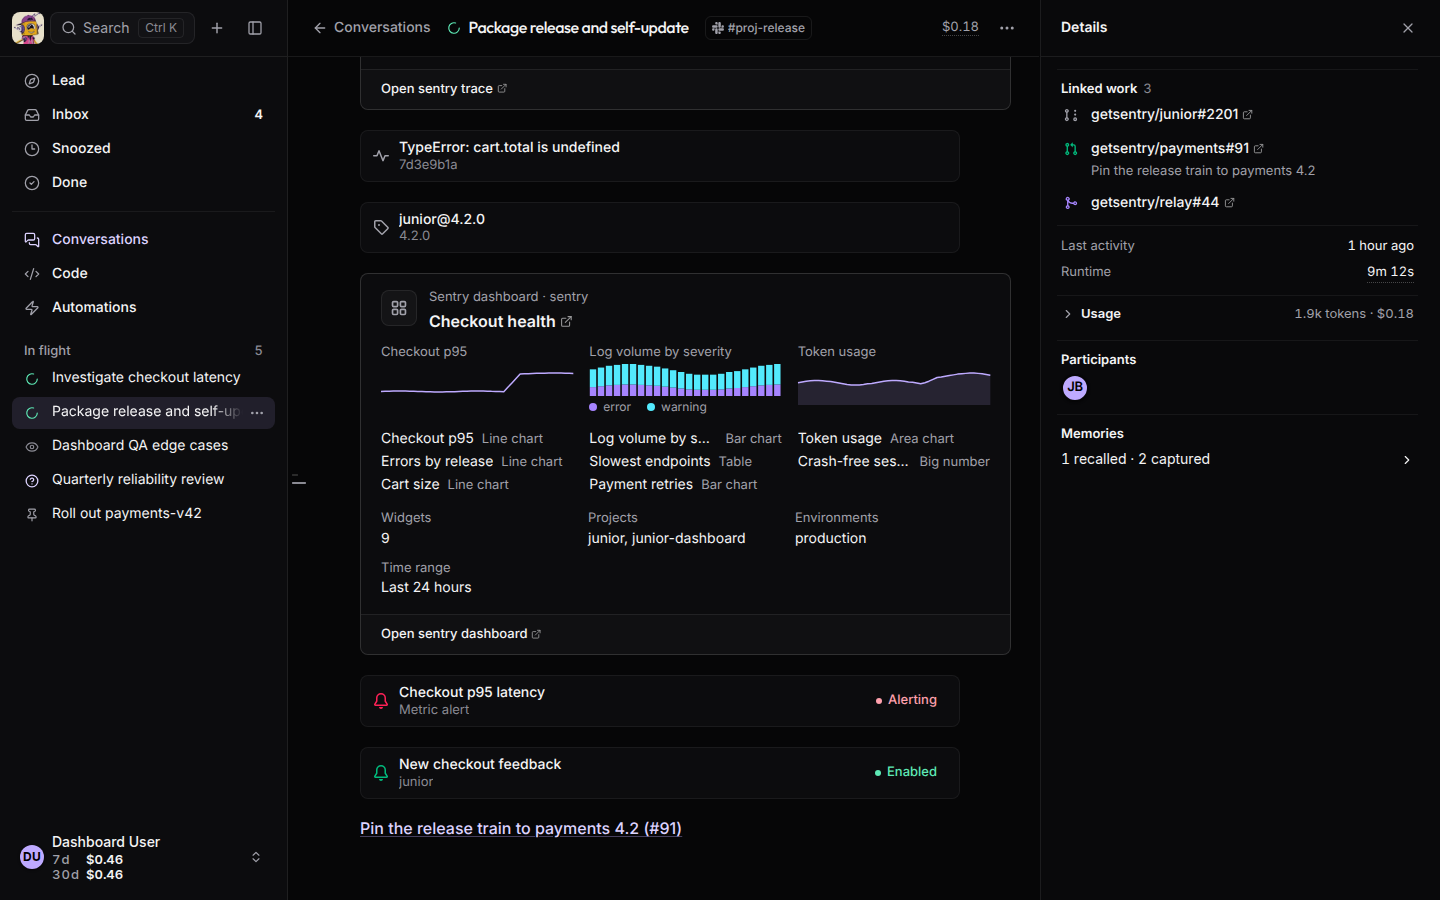 Search Ctrl K
Lead
Inbox 4
Snoozed
Done
Conversations
Code
Automations
In flight 5
Investigate checkout latency
Package release and self-up
Dashboard QA edge cases
Quarterly reliability review
Roll out payments-v42
DU
Dashboard User
7d $0.46
30d $0.46
Conversations
Package release and self-update
#proj-release
$0.18
Open sentry trace
TypeError: cart.total is undefined
7d3e9b1a
junior@4.2.0
4.2.0
Sentry dashboard · sentry
Checkout health
Checkout p95
Log volume by severity
Token usage
error
warning
Checkout p95 Line chart
Log volume by s... Bar chart
Token usage Area chart
Errors by release Line chart
Slowest endpoints Table
Crash-free ses... Big number
Cart size Line chart
Payment retries Bar chart
Widgets
9
Projects
junior, junior-dashboard
Environments
production
Time range
Last 24 hours
Open sentry dashboard
Checkout p95 latency
Metric alert
Alerting
New checkout feedback
junior
Enabled
Pin the release train to payments 4.2 (#91)
Details
Linked work 3
getsentry/junior#2201
getsentry/payments#91
Pin the release train to payments 4.2
getsentry/relay#44
Last activity 1 hour ago
Runtime 9m 12s
Usage 1.9k tokens · $0.18
Participants
JB
Memories
1 recalled · 2 captured